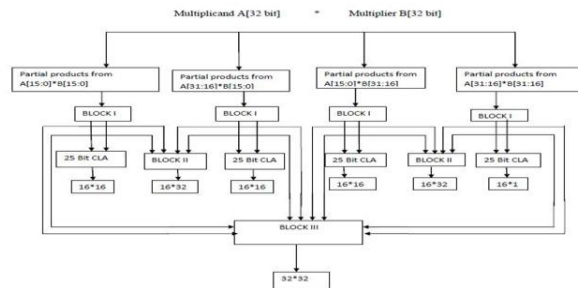 Multiplicand A[32 bit] * Multiplier B[32 bit]
Partial products from
A[15:0]*B[15:0]
Partial products from
A[31:16]*B[15:0]
Partial products from
A[15:0]*B[31:16]
Partial products from
A[31:16]*B[31:16]
BLOCK I
BLOCK I
BLOCK I
BLOCK I
25 Bit CLA
BLOCK II
25 Bit CLA
25 Bit CLA
BLOCK II
25 Bit CLA
16*16
16*32
16*16
16*16
16*32
16*1
BLOCK III
32*32